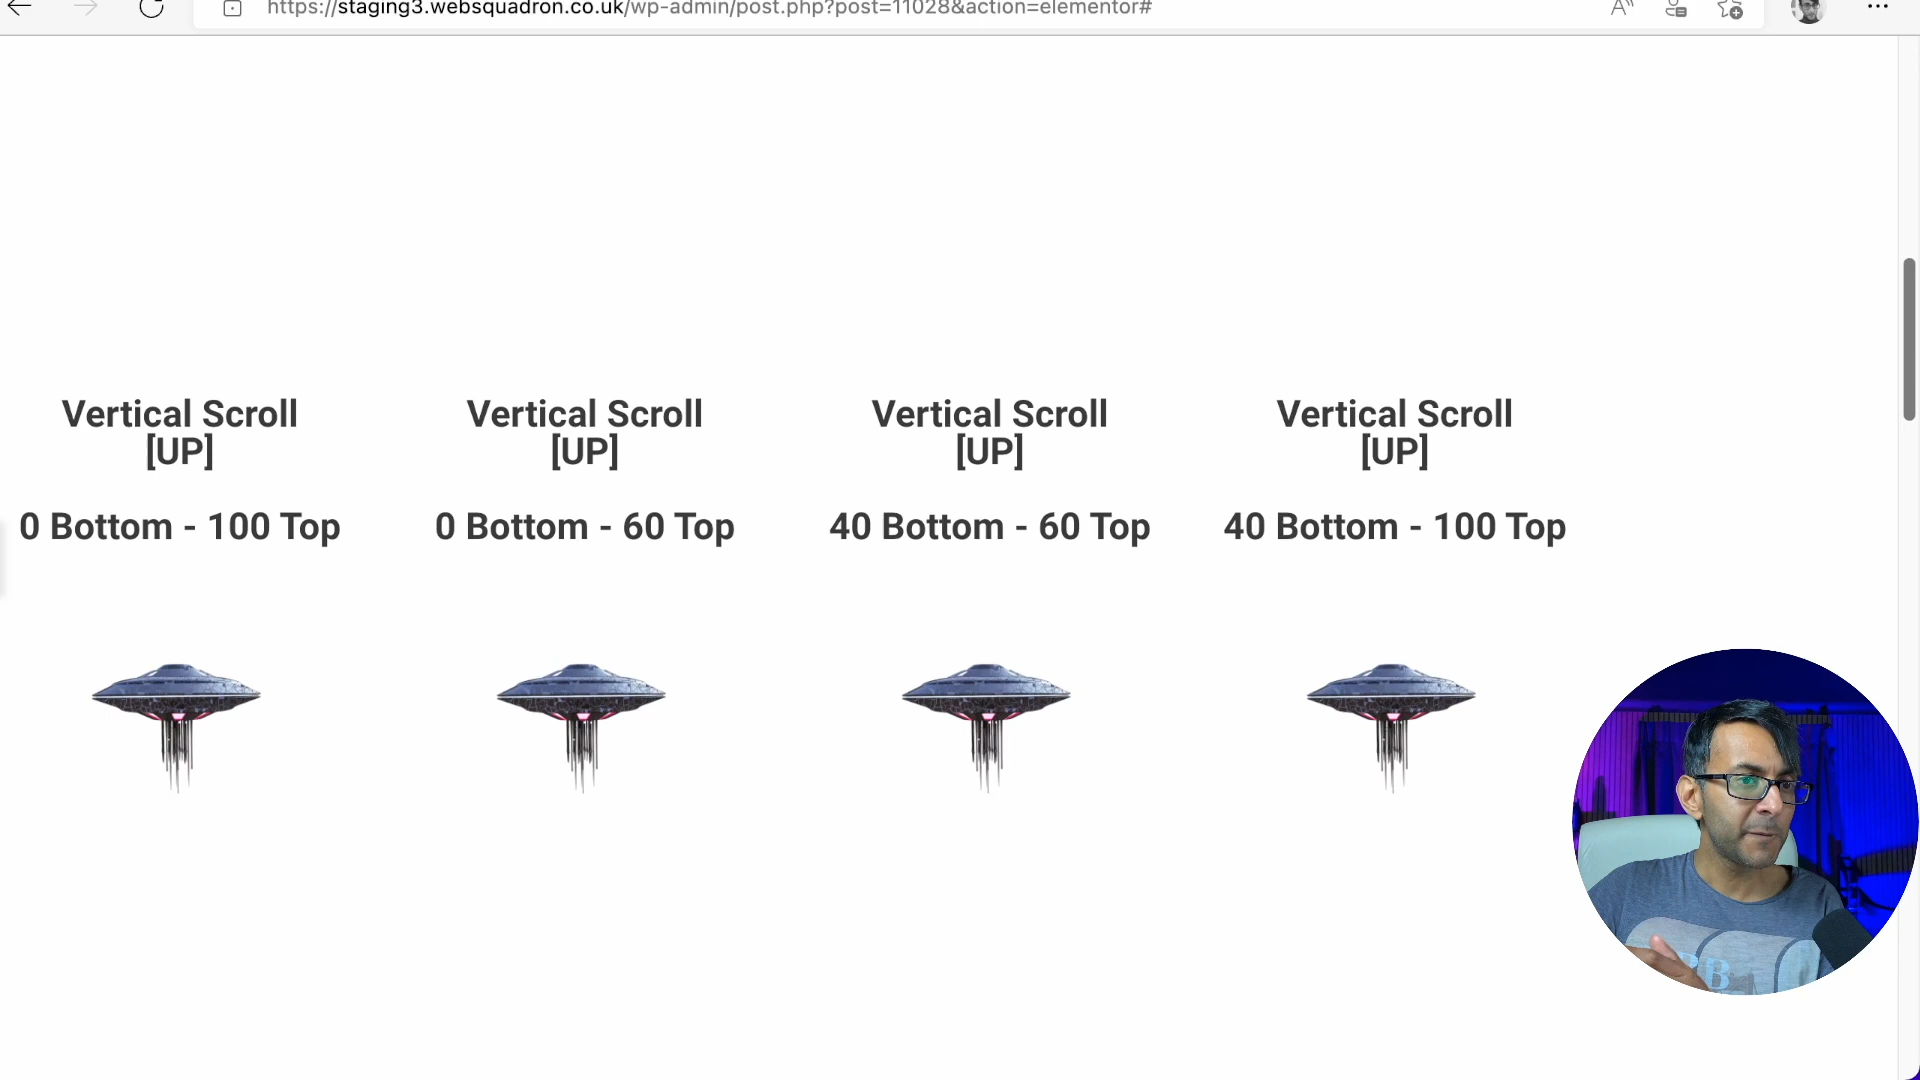 https://staging3.websquadron.co.uk/wp-admin/post.php?post=11028&action=elementor#
Vertical Scroll
[UP]
0 Bottom - 100 Top
Vertical Scroll
[UP]
0 Bottom - 60 Top
Vertical Scroll
[UP]
40 Bottom - 60 Top
Vertical Scroll
[UP]
40 Bottom - 100 Top